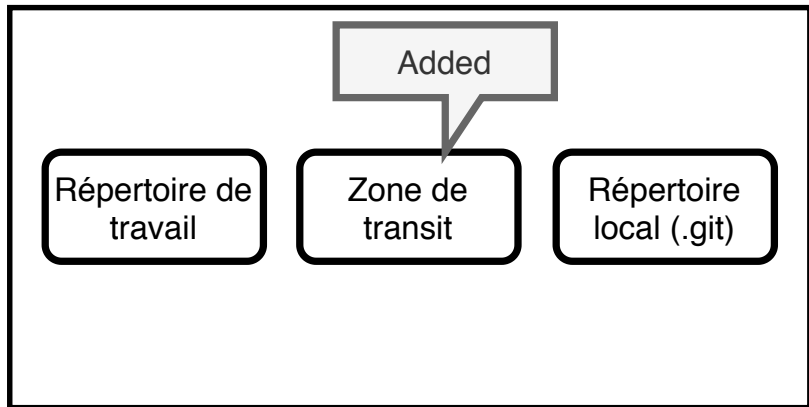 Added
Répertoire de
travail
Zone de
transit
Répertoire
local (.git)